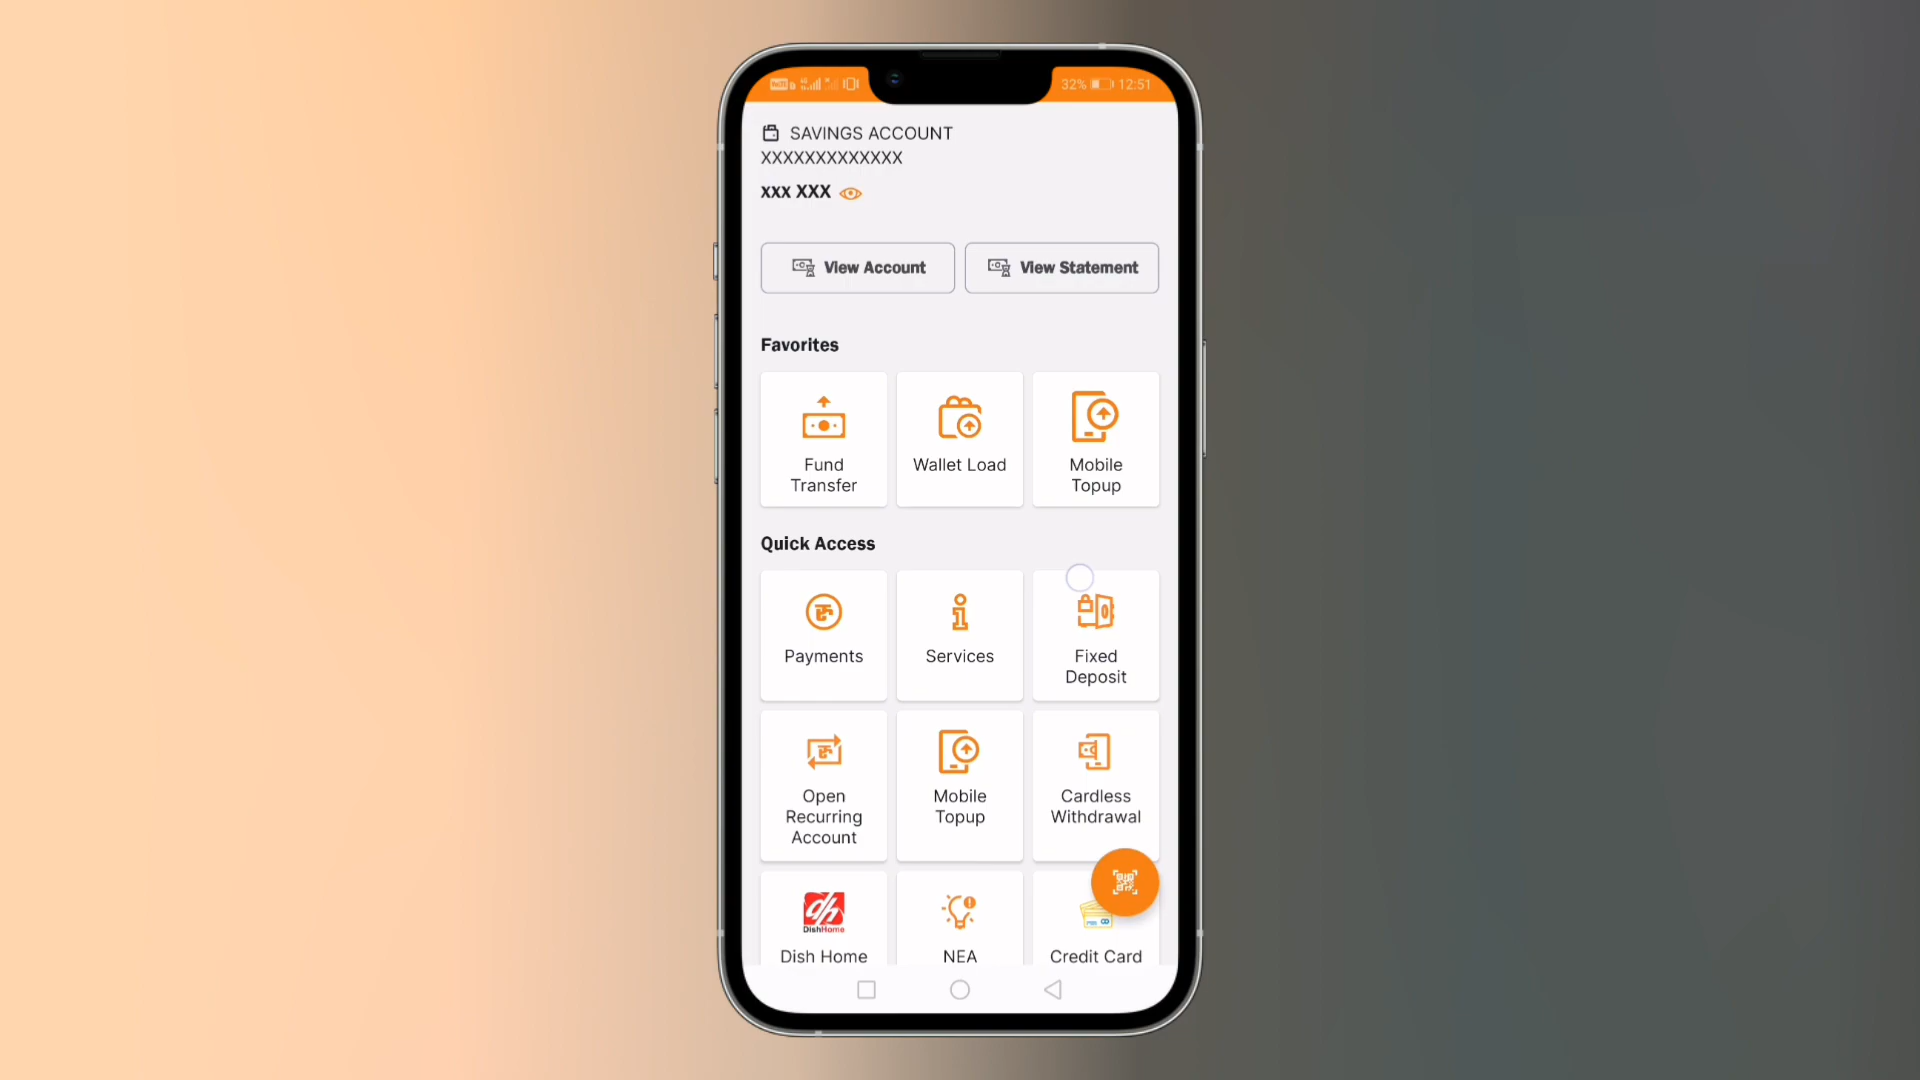 32% 12:51
SAVINGS ACCOUNT
XXXXXXXXXXXXX
xxx XXX
View Account
View Statement
Favorites
Fund
Transfer
Wallet Load
Mobile
Topup
Quick Access
Payments
Services
Fixed
Deposit
Open
Recurring
Account
Mobile
Topup
Cardless
Withdrawal
dh
DishHome
Dish Home
NEA
Credit Card